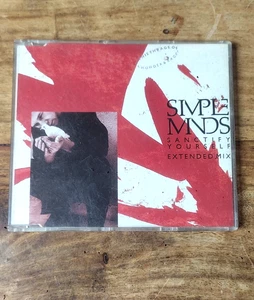 SIMPLE
MINDS
SANCTIFY
YOURSELF
EXTENDED MIX